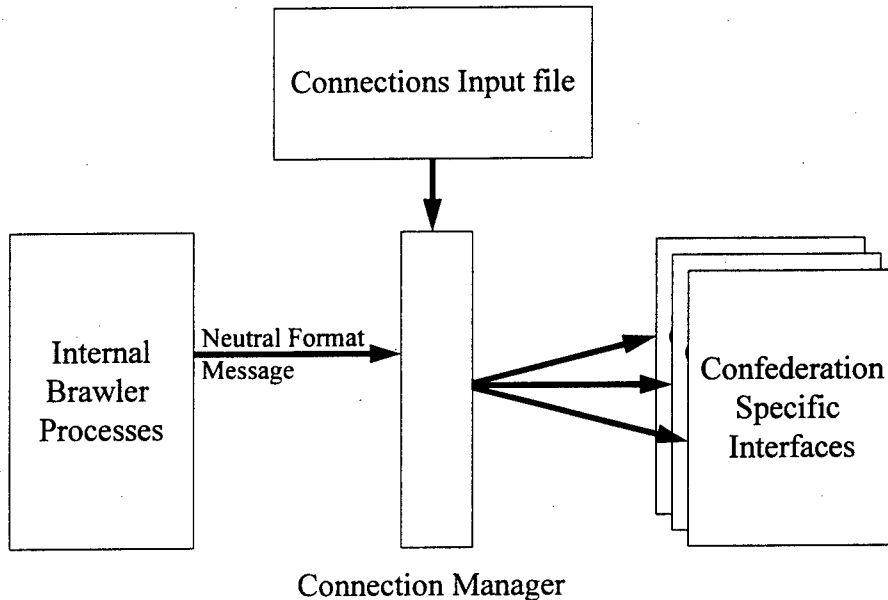 Connections Input file
Neutral Format
Message
Internal
Brawler
Processes
Confederation
Specific
Interfaces
Connection Manager